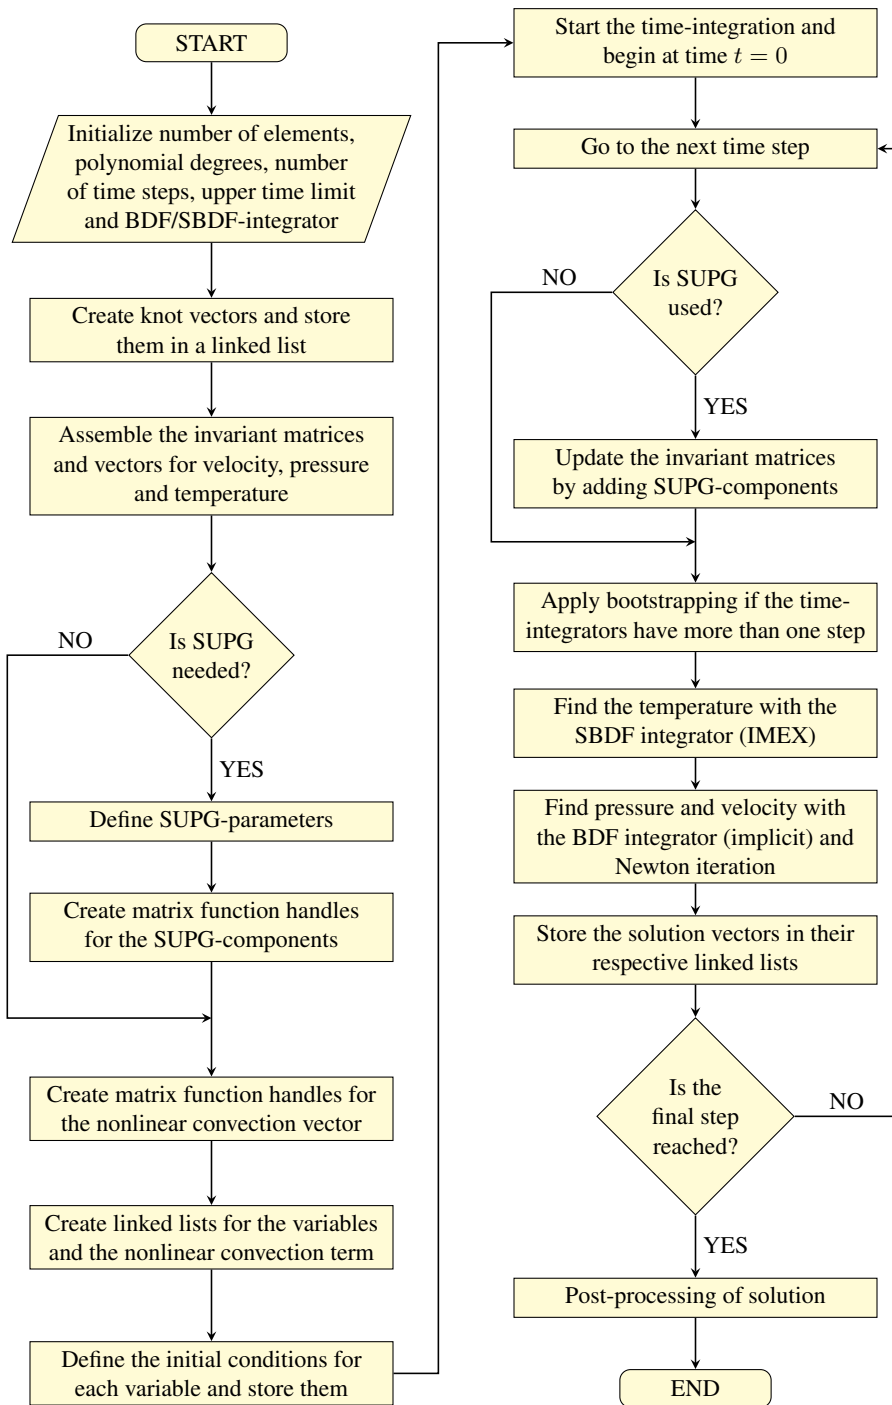 START
Initialize number of elements,
polynomial degrees, number
of time steps, upper time limit
and BDF/SBDF-integrator
Create knot vectors and store
them in a linked list
Assemble the invariant matrices
and vectors for velocity, pressure
and temperature
Is SUPG
needed?
NO
YES
Define SUPG-parameters
Create matrix function handles
for the SUPG-components
Create matrix function handles for
the nonlinear convection vector
Create linked lists for the variables
and the nonlinear convection term
Define the initial conditions for
each variable and store them
Start the time-integration and
begin at time t = 0
Go to the next time step
Is SUPG
used?
NO
YES
Update the invariant matrices
by adding SUPG-components
Apply bootstrapping if the time-
integrators have more than one step
Find the temperature with the
SBDF integrator (IMEX)
Find pressure and velocity with
the BDF integrator (implicit) and
Newton iteration
Store the solution vectors in their
respective linked lists
Is the
final step
reached?
NO
YES
Post-processing of solution
END